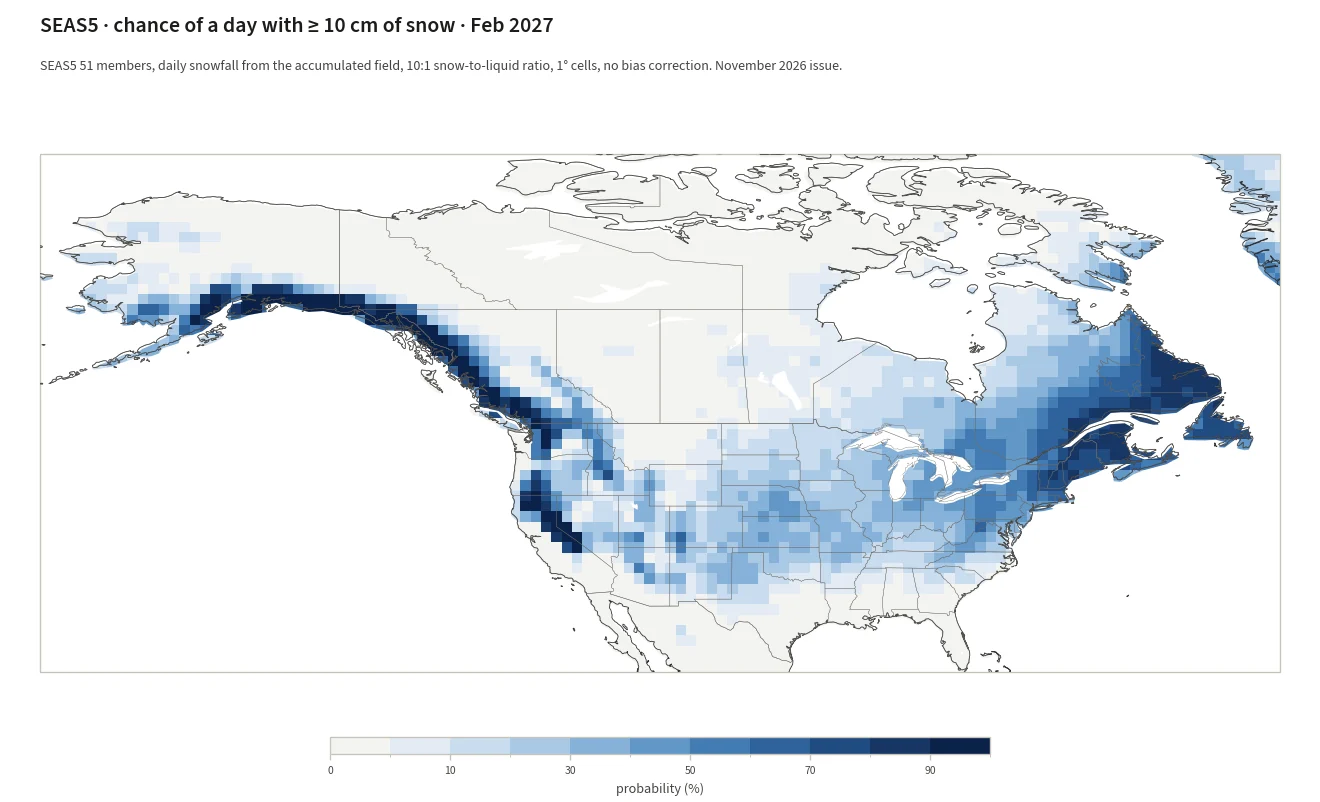 SEAS5 · chance of a day with ≥ 10 cm of snow · Feb 2027
SEAS5 51 members, daily snowfall from the accumulated field, 10:1 snow-to-liquid ratio, 1° cells, no bias correction. November 2026 issue.
0 10 30 50 70 90
probability (%)